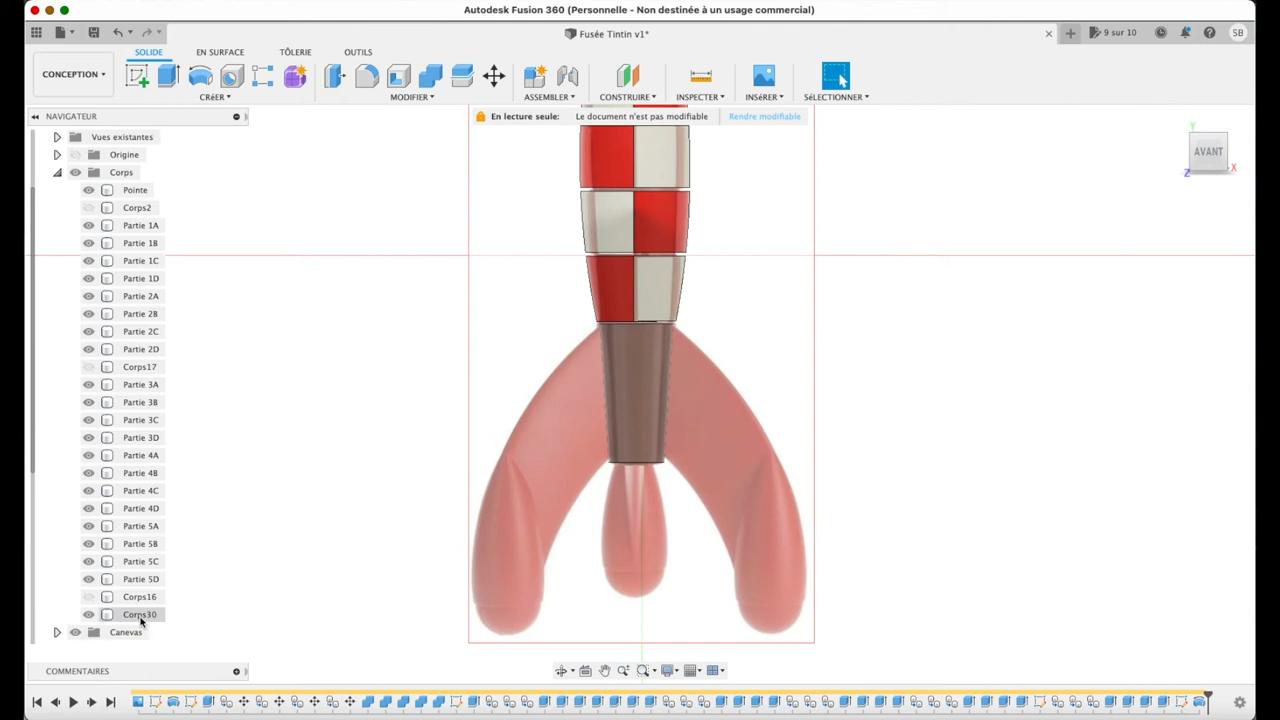 Autodesk Fusion 360 (Personnelle - Non destinée à un usage commercial)
Fusée Tintin v1*
9 sur 10
SB
SOLIDE
EN SURFACE
TÔLERIE
OUTILS
CONCEPTION
CRÉER
MODIFIER
ASSEMBLER
CONSTRUIRE
INSPECTER
INSÉRER
SÉLECTIONNER
NAVIGATEUR
En lecture seule:
Le document n'est pas modifiable
Rendre modifiable
Vues existantes
Origine
Corps
Pointe
Corps2
Partie 1A
Partie 1B
Partie 1C
Partie 1D
Partie 2A
Partie 2B
Partie 2C
Partie 2D
Corps17
Partie 3A
Partie 3B
Partie 3C
Partie 3D
Partie 4A
Partie 4B
Partie 4C
Partie 4D
Partie 5A
Partie 5B
Partie 5C
Partie 5D
Corps16
Corps30
Canevas
Y
AVANT
X
Z
COMMENTAIRES